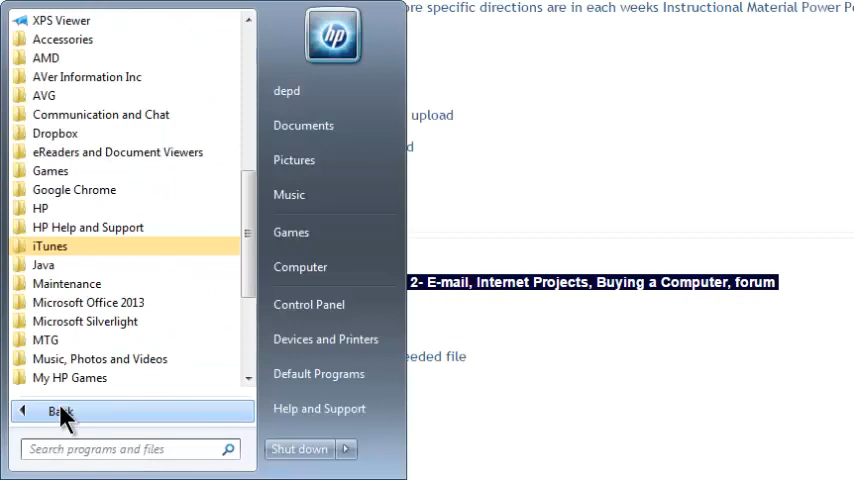 XPS Viewer
Accessories
AMD
AVer Information Inc
AVG
Communication and Chat
Dropbox
eReaders and Document Viewers
Games
Google Chrome
HP
HP Help and Support
iTunes
Java
Maintenance
Microsoft Office 2013
Microsoft Silverlight
MTG
Music, Photos and Videos
My HP Games
Back
Search programs and files
hp
depd
Documents
Pictures
Music
Games
Computer
Control Panel
Devices and Printers
Default Programs
Help and Support
Shut down
specific directions are in each weeks Instructional Material Power
upload
2- E-mail, Internet Projects, Buying a Computer, forum
file